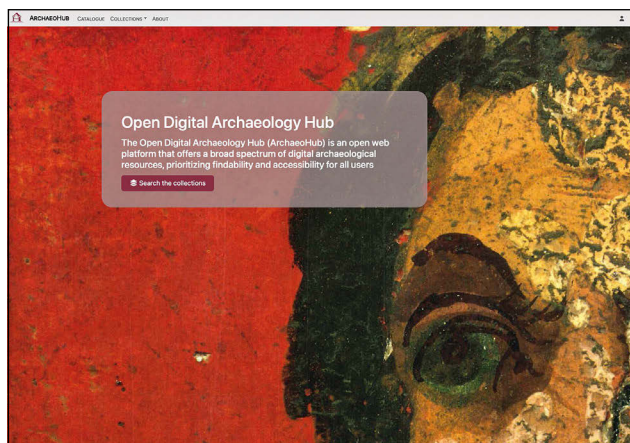 ArchaeoHub Catalogue Collections About
Open Digital Archaeology Hub
The Open Digital Archaeology Hub (ArchaeoHub) is an open web
platform that offers a broad spectrum of digital archaeological
resources, prioritizing findability and accessibility for all users
Search the collections